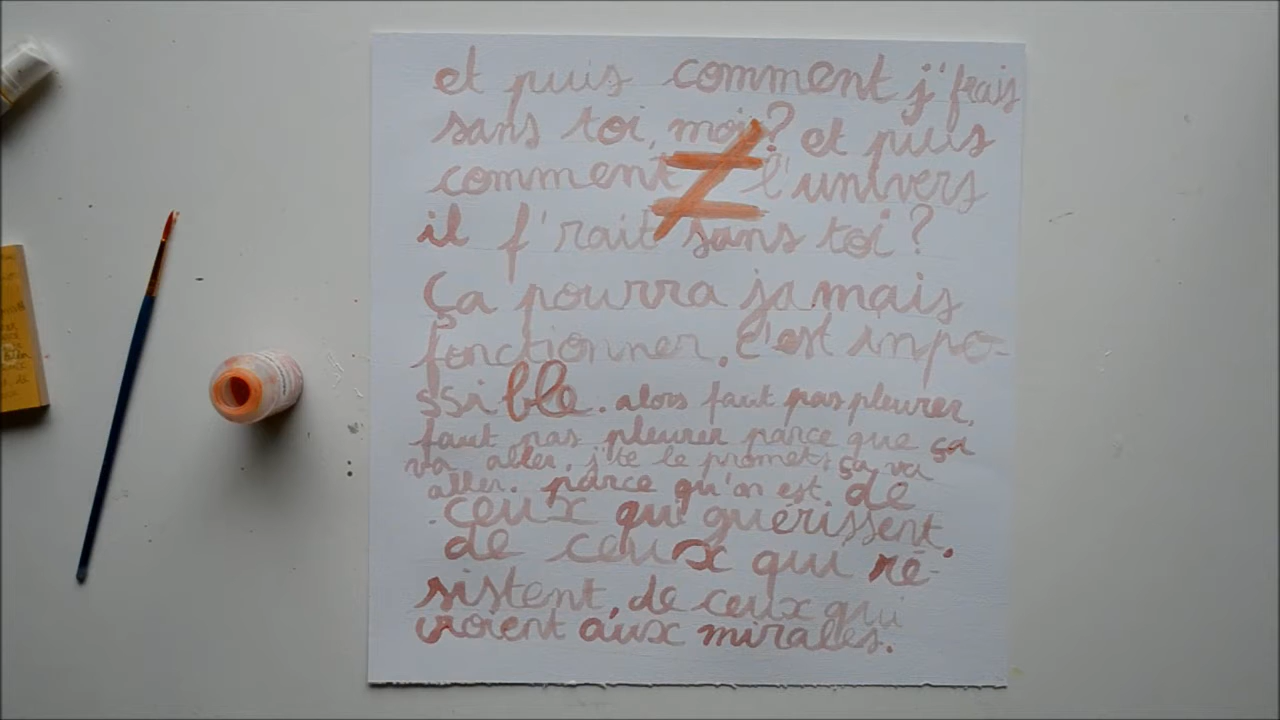 et puis comment j'frais
sans toi, moi? et puis
comment l'univers
il f'rait sans toi?
ça pourra jamais
fonctionner. c'est impo-
ssible. alors faut pas pleurer,
faut pas pleurer parce que ça
va aller, j'te le promets ça va
aller. parce qu'on est de
ceux qui guérissent.
de ceux qui ré-
sistent, de ceux qui
croient aux mirales.